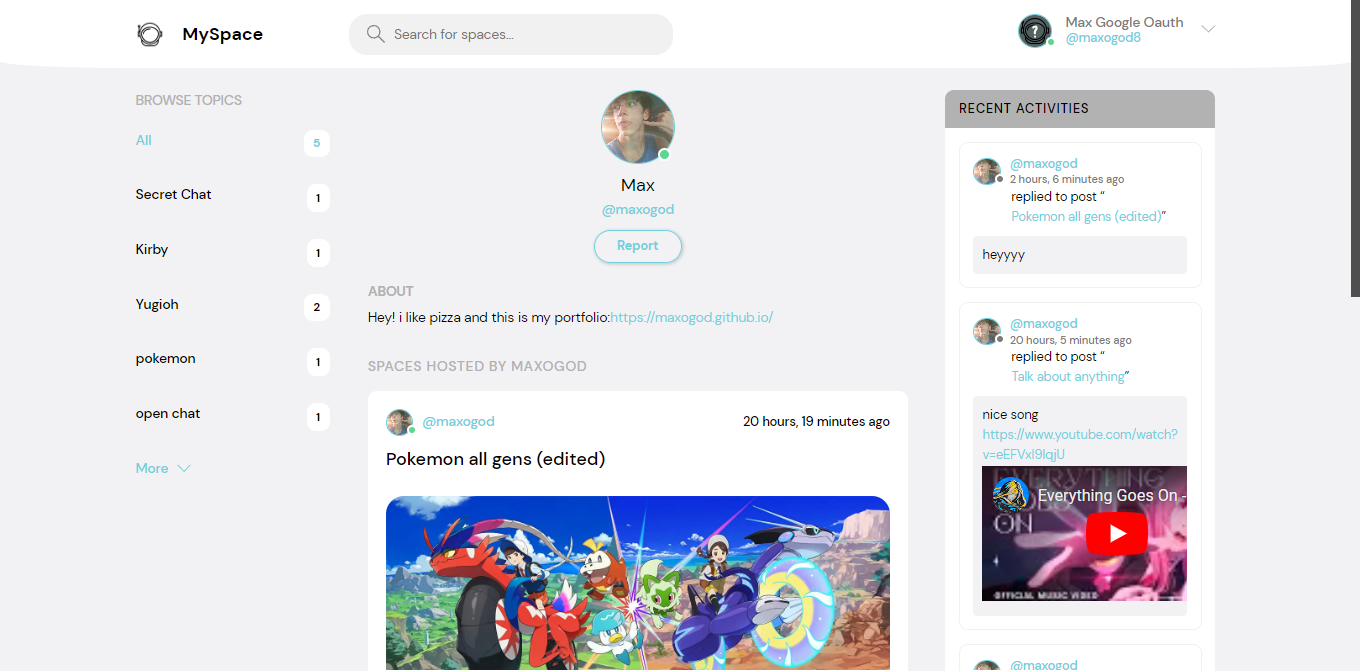 MySpace
Search for spaces...
Max Google Oauth
@maxogod8
BROWSE TOPICS
All
5
Secret Chat
1
Kirby
1
Yugioh
2
pokemon
1
open chat
1
More
Max
@maxogod
Report
ABOUT
Hey! i like pizza and this is my portfolio:https://maxogod.github.io/
SPACES HOSTED BY MAXOGOD
@maxogod
20 hours, 19 minutes ago
Pokemon all gens (edited)
RECENT ACTIVITIES
@maxogod
2 hours, 6 minutes ago
replied to post “
Pokemon all gens (edited)”
heyyyy
@maxogod
20 hours, 5 minutes ago
replied to post “
Talk about anything”
nice song
https://www.youtube.com/watch?
v=eEFVxI9IqjU
Everything Goes On -
EVERYTHING
ON
OFFICIAL MUSIC VIDEO
@maxogod